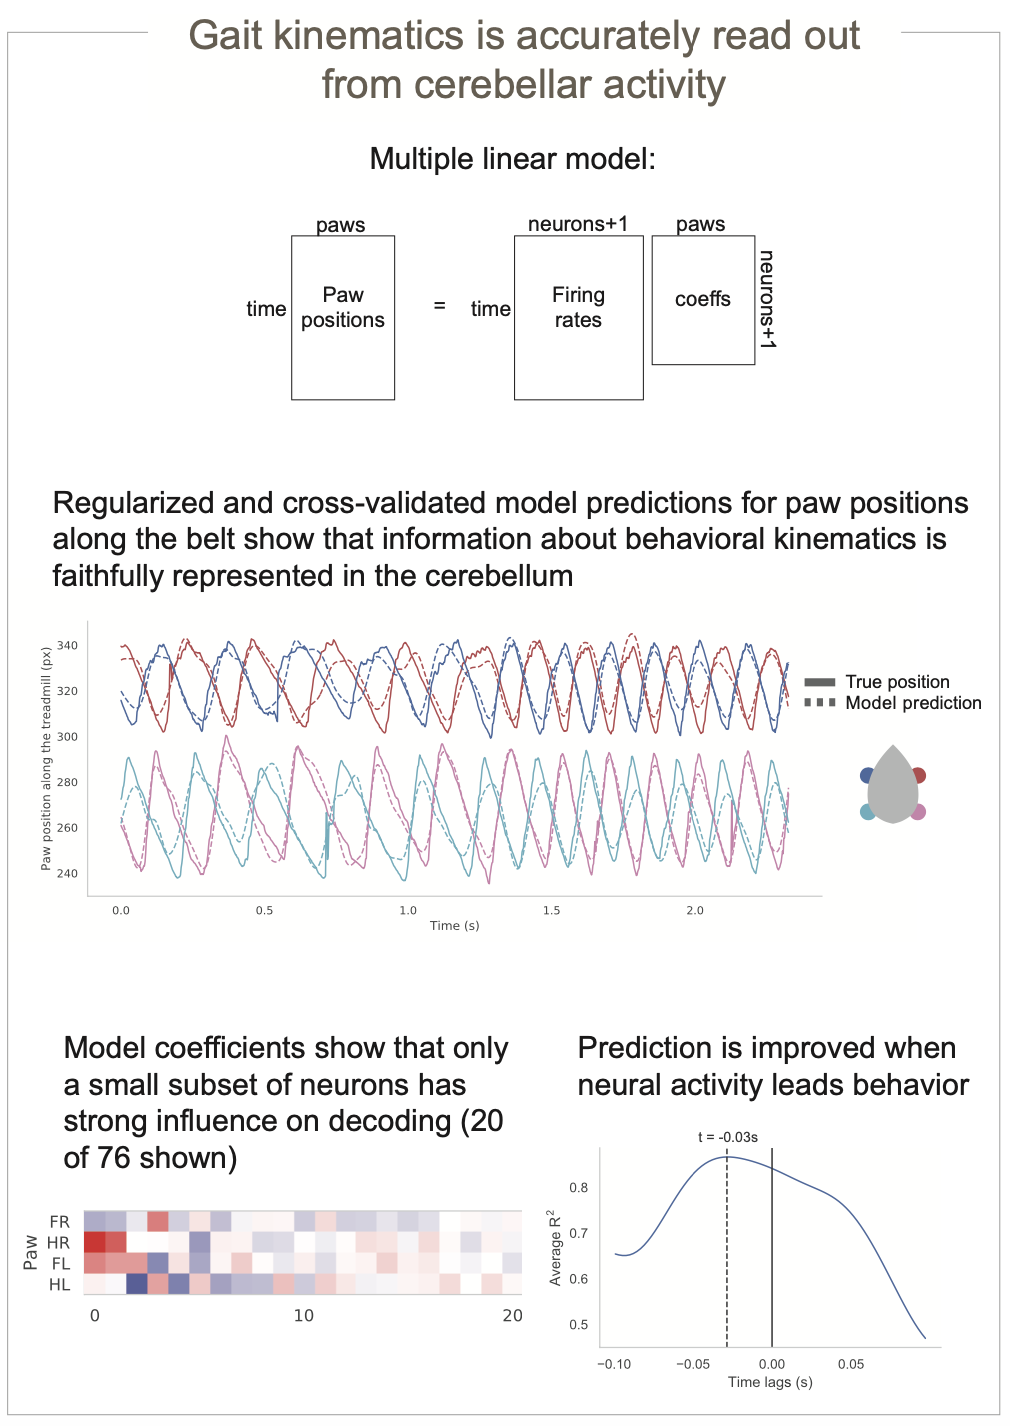 Gait kinematics is accurately read out
from cerebellar activity
Multiple linear model:
paws
time
Paw
positions
=
neurons+1
time
Firing
rates
paws
coeffs
neurons+1
Regularized and cross-validated model predictions for paw positions
along the belt show that information about behavioral kinematics is
faithfully represented in the cerebellum
Paw position along the treadmill (px)
340
320
300
280
260
240
0.0 0.5 1.0 1.5 2.0
Time (s)
True position
Model prediction
Model coefficients show that only
a small subset of neurons has
strong influence on decoding (20
of 76 shown)
Paw
FR
HR
FL
HL
0 10 20
Prediction is improved when
neural activity leads behavior
t = -0.03s
Average R²
0.8
0.7
0.6
0.5
−0.10 −0.05 0.00 0.05
Time lags (s)